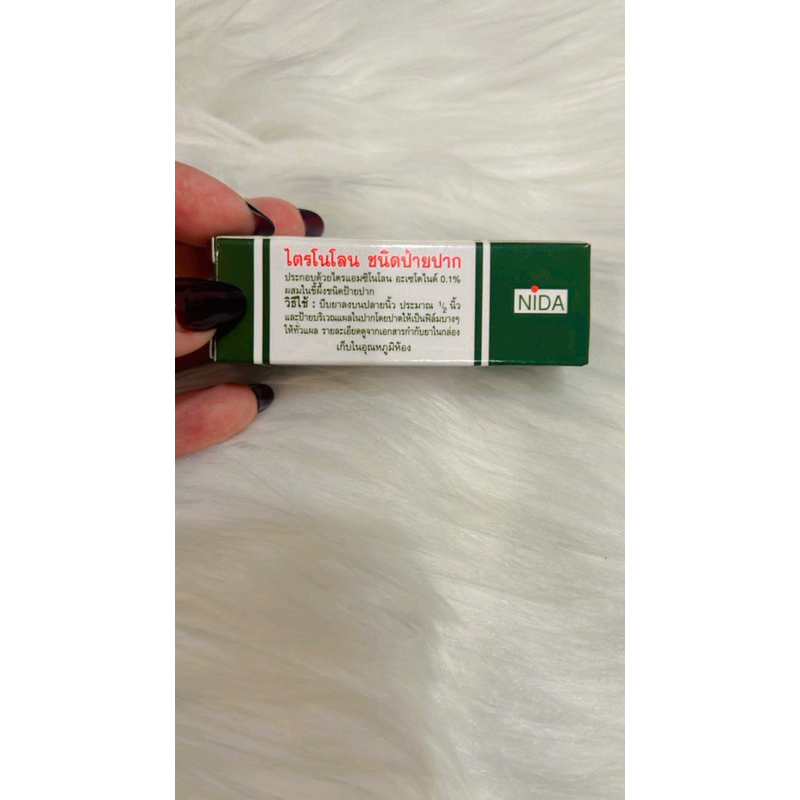 ไตรโนโลน ชนิดป้ายปาก
ประกอบด้วยไตรแอมซิโนโลน อะเซโตไนด์ 0.1%
ผสมในขี้ผึ้งชนิดป้ายปาก
วิธีใช้ : บีบยาลงบนปลายนิ้ว ประมาณ ½ นิ้ว
และป้ายบริเวณแผลในปากโดยปาดให้เป็นฟิล์มบางๆ
ให้ทั่วแผล รายละเอียดดูจากเอกสารกำกับยาในกล่อง
เก็บในอุณหภูมิห้อง
NIDA